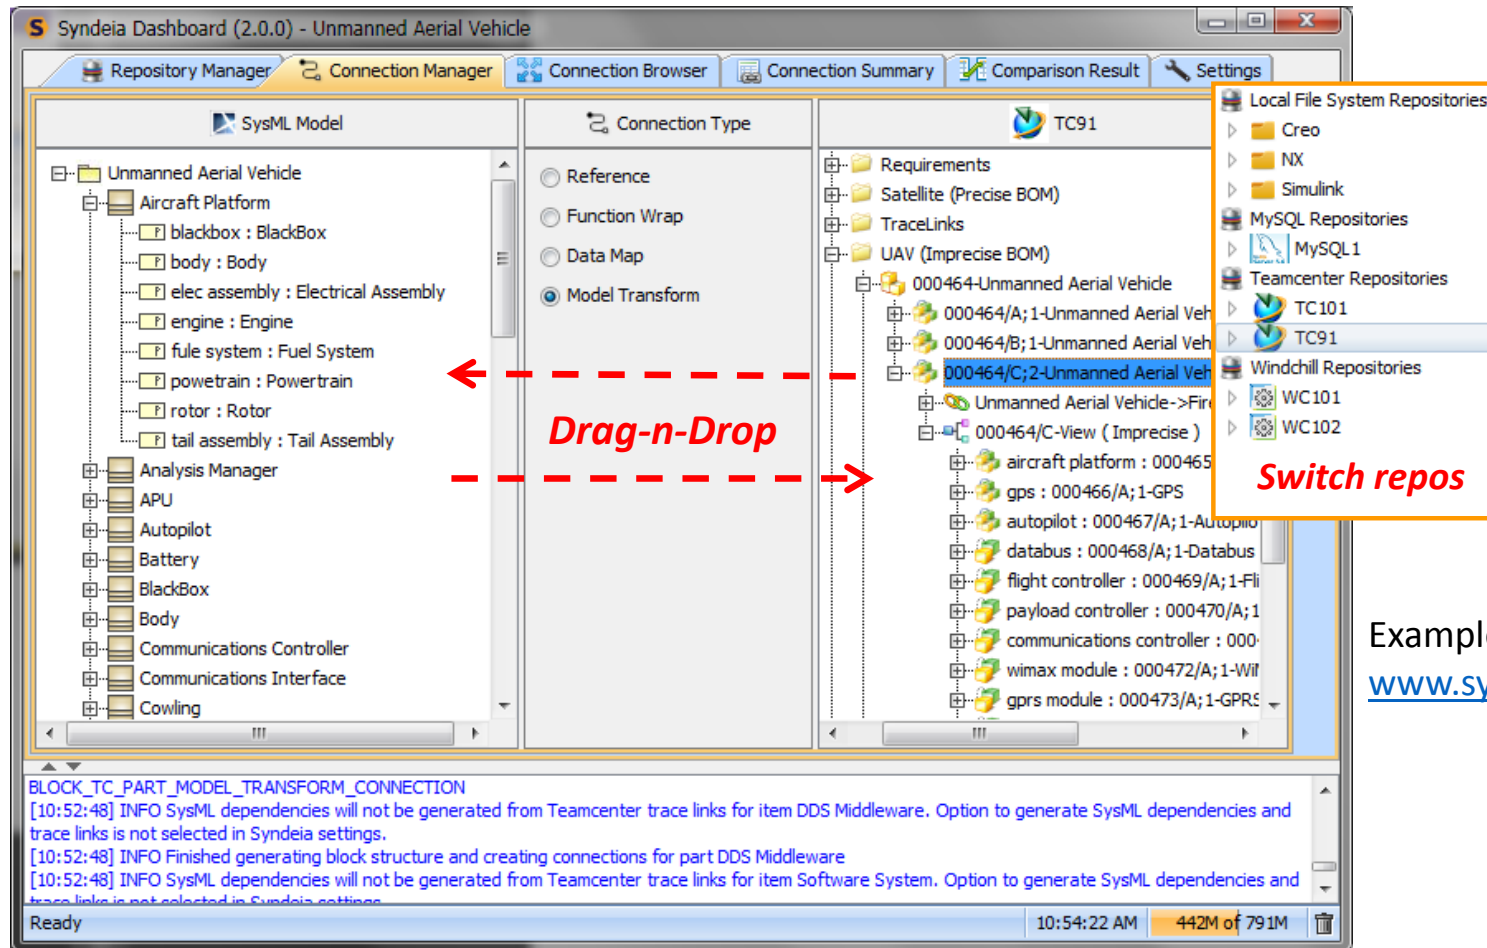 Syndeia Dashboard (2.0.0) - Unmanned Aerial Vehicle
Repository Manager
Connection Manager
Connection Browser
Connection Summary
Comparison Result
Settings
SysML Model
Connection Type
TC91
Unmanned Aerial Vehicle
Aircraft Platform
blackbox : BlackBox
body : Body
elec assembly : Electrical Assembly
engine : Engine
fule system : Fuel System
powetrain : Powertrain
rotor : Rotor
tail assembly : Tail Assembly
Analysis Manager
APU
Autopilot
Battery
BlackBox
Body
Communications Controller
Communications Interface
Cowling
Reference
Function Wrap
Data Map
Model Transform
Drag-n-Drop
Requirements
Satellite (Precise BOM)
TraceLinks
UAV (Imprecise BOM)
000464-Unmanned Aerial Vehicle
000464/A;1-Unmanned Aerial Veh
000464/B;1-Unmanned Aerial Veh
000464/C;2-Unmanned Aerial Veh
Unmanned Aerial Vehicle->Fir
000464/C-View ( Imprecise )
aircraft platform : 000465
gps : 000466/A;1-GPS
autopilot : 000467/A;1-Autopilo
databus : 000468/A;1-Databus
flight controller : 000469/A;1-Fli
payload controller : 000470/A;1
communications controller : 000
wimax module : 000472/A;1-Wi
gprs module : 000473/A;1-GPRS
Local File System Repositories
Creo
NX
Simulink
MySQL Repositories
MySQL1
Teamcenter Repositories
TC101
TC91
Windchill Repositories
WC101
WC102
Switch repos
Example
www.sy
BLOCK_TC_PART_MODEL_TRANSFORM_CONNECTION
[10:52:48] INFO SysML dependencies will not be generated from Teamcenter trace links for item DDS Middleware. Option to generate SysML dependencies and
trace links is not selected in Syndeia settings.
[10:52:48] INFO Finished generating block structure and creating connections for part DDS Middleware
[10:52:48] INFO SysML dependencies will not be generated from Teamcenter trace links for item Software System. Option to generate SysML dependencies and
trace links is not selected in Syndeia settings.
Ready
10:54:22 AM
442M of 791M